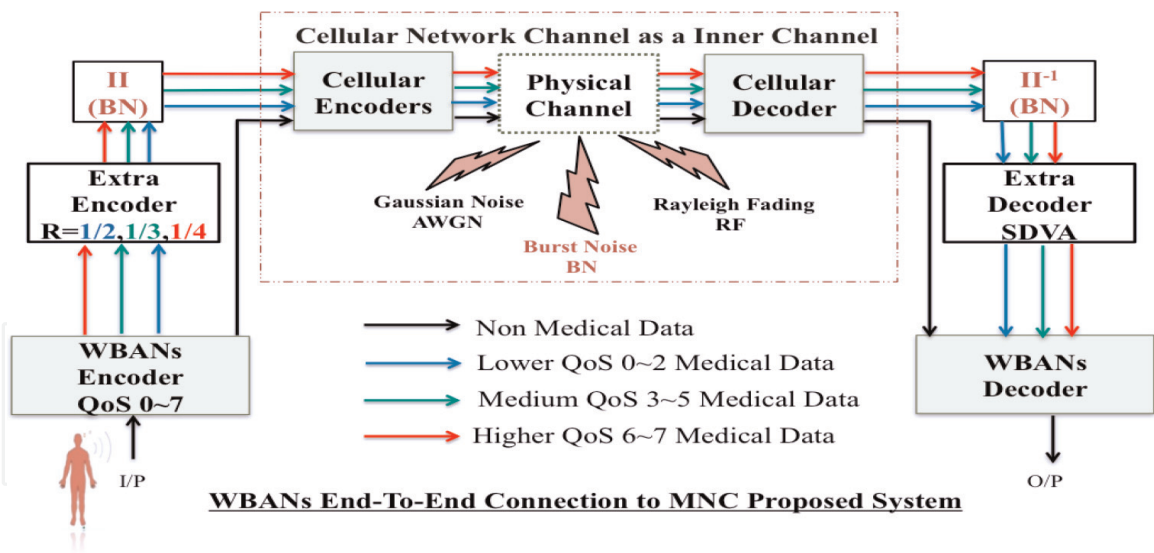 Cellular Network Channel as a Inner Channel
II
(BN)
Cellular
Encoders
Physical
Channel
Cellular
Decoder
II-1
(BN)
Extra
Encoder
R=1/2,1/3,1/4
Gaussian Noise
AWGN
Burst Noise
BN
Rayleigh Fading
RF
Extra
Decoder
SDVA
WBANs
Encoder
QoS 0~7
Non Medical Data
Lower QoS 0~2 Medical Data
Medium QoS 3~5 Medical Data
Higher QoS 6~7 Medical Data
WBANs
Decoder
I/P
O/P
WBANs End-To-End Connection to MNC Proposed System